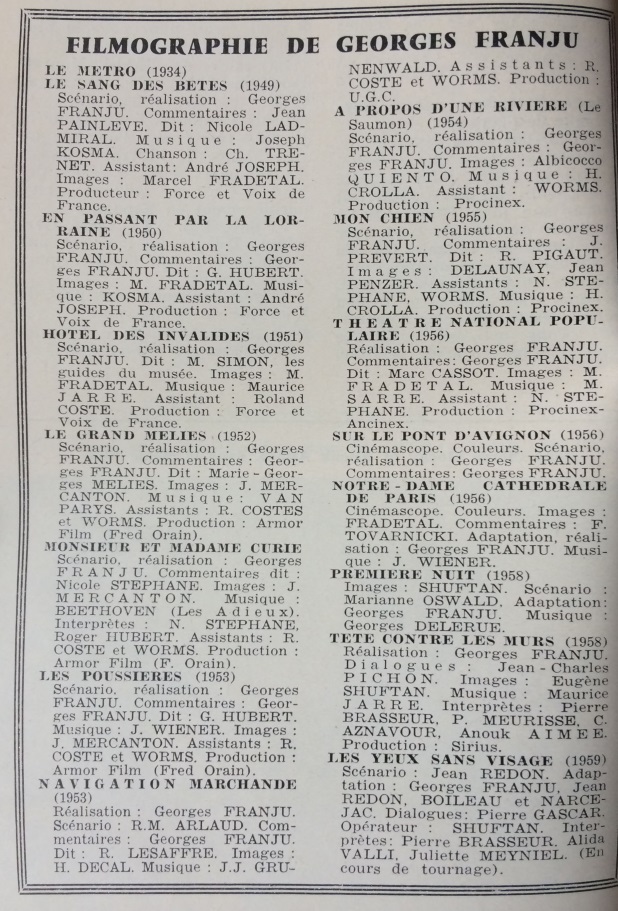 FILMOGRAPHIE DE GEORGES FRANJU
LE METRO (1934)
LE SANG DES BETES (1949)
Scénario, réalisation : Georges
FRANJU. Commentaires : Jean
PAINLEVE. Dit : Nicole LAD-
MIRAL. Musique : Joseph
KOSMA. Chanson : Ch. TRE-
NET. Assistant: André JOSEPH.
Images : Marcel FRADETAL.
Producteur : Force et Voix de
France.
EN PASSANT PAR LA LOR-
RAINE (1950)
Scénario, réalisation : Georges
FRANJU. Commentaires : Geor-
ges FRANJU. Dit : G. HUBERT.
Images : M. FRADETAL. Musi-
que : KOSMA. Assistant : André
JOSEPH. Production : Force et
Voix de France.
HOTEL DES INVALIDES (1951)
Scénario, réalisation : Georges
FRANJU. Dit : M. SIMON, les
guides du musée. Images : M.
FRADETAL. Musique : Maurice
JARRE. Assistant : Roland
COSTE. Production : Force et
Voix de France.
LE GRAND MELIES (1952)
Scénario, réalisation : Georges
FRANJU. Commentaires : Geor-
ges FRANJU. Dit : Marie - Geor-
ges MELIES. Images : J. MER-
CANTON. Musique : VAN
PARYS. Assistants : R. COSTES
et WORMS. Production : Armor
Film (Fred Orain).
MONSIEUR ET MADAME CURIE
Scénario, réalisation : Georges
FRANJU. Commentaires dit :
Nicole STEPHANE. Images : J.
MERCANTON. Musique :
BEETHOVEN (Les Adieux).
Interprètes : N. STEPHANE,
Roger HUBERT. Assistants : R.
COSTE et WORMS. Production :
Armor Film (F. Orain).
LES POUSSIERES (1953)
Scénario, réalisation : Georges
FRANJU. Commentaires : Geor-
ges FRANJU. Dit : G. HUBERT.
Musique : J. WIENER. Images :
J. MERCANTON. Assistants : R.
COSTE et WORMS. Production :
Armor Film (Fred Orain).
NAVIGATION MARCHANDE
(1953)
Réalisation : Georges FRANJU.
Scénario : R.M. ARLAUD. Com-
mentaires : Georges FRANJU.
Dit : R. LESAFFRE. Images :
H. DECAL. Musique : J.J. GRU-
NENWALD. Assistants : R.
COSTE et WORMS. Production :
U.G.C.
A PROPOS D'UNE RIVIERE (Le
Saumon) (1954)
Scénario, réalisation : Georges
FRANJU. Commentaires : Geor-
ges FRANJU. Images : Albicocco
QUIENTO. Musique : H.
CROLLA. Assistant : WORMS.
Production : Procinex.
MON CHIEN (1955)
Scénario, réalisation : Georges
FRANJU. Commentaires : J.
PREVERT. Dit : R. PIGAUT.
Images : DELAUNAY, Jean
PENZER. Assistants : N. STE-
PHANE, WORMS. Musique : H.
CROLLA. Production : Procinex.
THEATRE NATIONAL POPU-
LAIRE (1956)
Réalisation : Georges FRANJU.
Commentaires : Georges FRANJU.
Dit : Marc CASSOT. Images : M.
FRADETAL. Musique : M.
SARRE. Assistant : N. STE-
PHANE. Production : Procinex-
Ancinex.
SUR LE PONT D'AVIGNON (1956)
Cinémascope. Couleurs. Scénario,
réalisation : Georges FRANJU.
Commentaires: Georges FRANJU.
NOTRE - DAME CATHEDRALE
DE PARIS (1956)
Cinémascope. Couleurs. Images :
FRADETAL. Commentaires : F.
TOVARNICKI. Adaptation, réali-
sation : Georges FRANJU. Musi-
que : J. WIENER.
PREMIERE NUIT (1958)
Images : SHUFTAN. Scénario :
Marianne OSWALD. Adaptation:
Georges FRANJU. Musique :
Georges DELERUE.
TETE CONTRE LES MURS (1958)
Réalisation : Georges FRANJU.
Dialogues : Jean - Charles
PICHON. Images : Eugène
SHUFTAN. Musique : Maurice
JARRE. Interprètes : Pierre
BRASSEUR, P. MEURISSE, C.
AZNAVOUR, Anouk AIMEE.
Production : Sirius.
LES YEUX SANS VISAGE (1959)
Scénario : Jean REDON. Adap-
tation : Georges FRANJU, Jean
REDON, BOILEAU et NARCE-
JAC. Dialogues: Pierre GASCAR.
Opérateur : SHUFTAN. Inter-
prètes: Pierre BRASSEUR, Alida
VALLI, Juliette MEYNIEL. (En
cours de tournage).